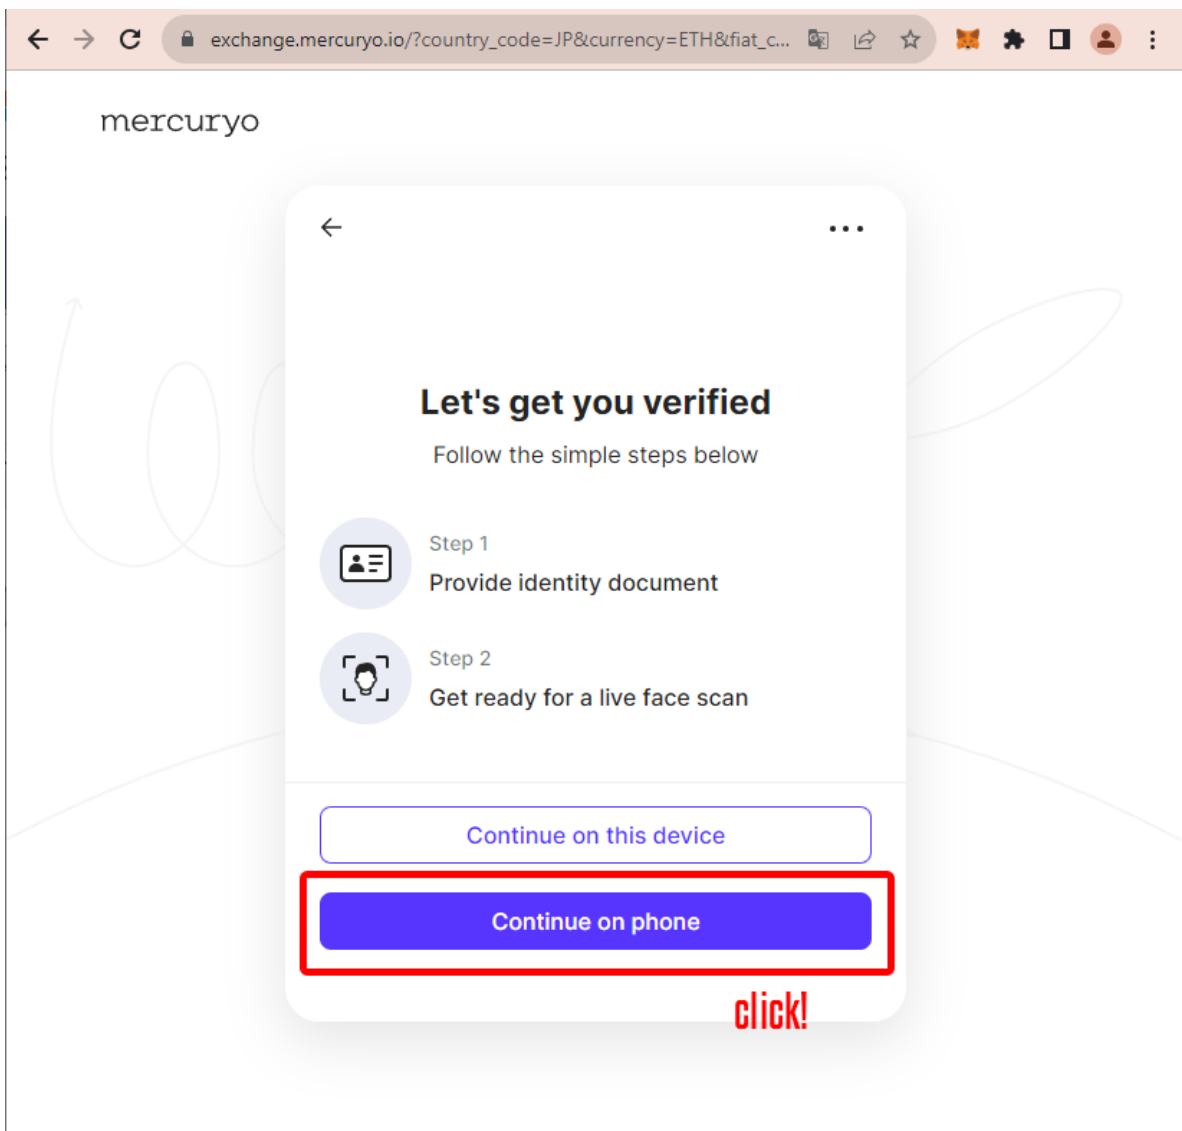 exchange.mercuryo.io/?country_code=JP&currency=ETH&fiat_c...
mercuryo
Let's get you verified
Follow the simple steps below
Step 1
Provide identity document
Step 2
Get ready for a live face scan
Continue on this device
Continue on phone
click!